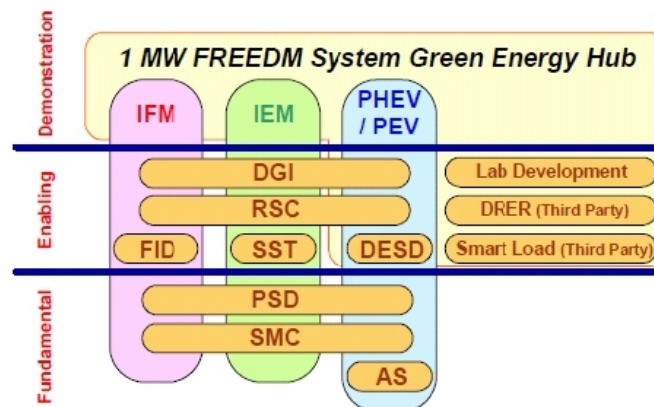 1 MW FREEDM System Green Energy Hub
Demonstration
IFM
IEM
PHEV
/ PEV
Enabling
DGI
Lab Development
RSC
DRER (Third Party)
FID
SST
DESD
Smart Load (Third Party)
Fundamental
PSD
SMC
AS